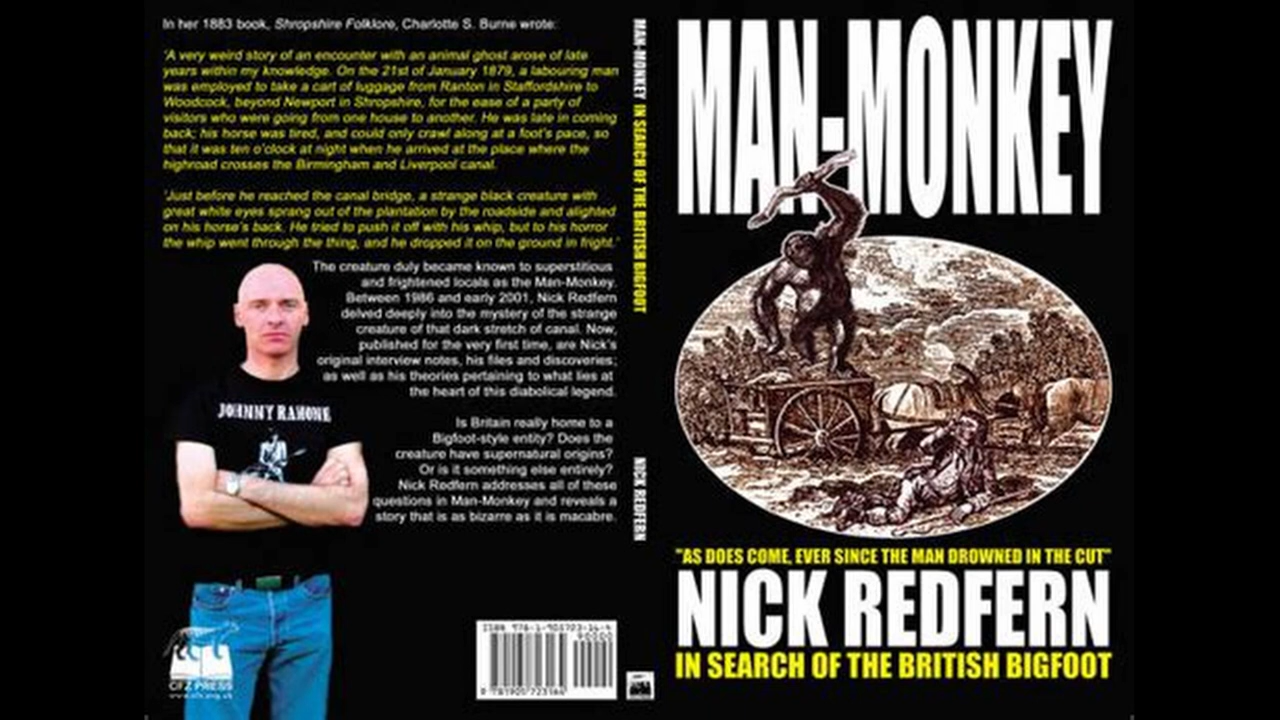 In her 1883 book, Shropshire Folklore, Charlotte S. Burne wrote:
'A very weird story of an encounter with an animal ghost arose of late
years within my knowledge. On the 21st of January 1879, a labouring man
was employed to take a cart of luggage from Ranton in Staffordshire to
Woodcock, beyond Newport in Shropshire, for the ease of a party of
visitors who were going from one house to another. He was late in coming
back; his horse was tired, and could only crawl along at a foot's pace, so
that it was ten o'clock at night when he arrived at the place where the
highroad crosses the Birmingham and Liverpool canal.
'Just before he reached the canal bridge, a strange black creature with
great white eyes sprang out of the plantation by the roadside and alighted
on his horse's back. He tried to push it off with his whip, but to his horror
the whip went through the thing, and he dropped it on the ground in fright.'
The creature duly became known to superstitious
and frightened locals as the Man-Monkey.
Between 1986 and early 2001, Nick Redfern
delved deeply into the mystery of the strange
creature of that dark stretch of canal. Now,
published for the very first time, are Nick's
original interview notes, his files and discoveries;
as well as his theories pertaining to what lies at
the heart of this diabolical legend.
Is Britain really home to a
Bigfoot-style entity? Does the
creature have supernatural origins?
Or is it something else entirely?
Nick Redfern addresses all of these
questions in Man-Monkey and reveals a
story that is as bizarre as it is macabre.
JOHNNY RAMONE
CFZ PRESS
www.cfz.org.uk
ISBN 978-1-905723-16-4
90000
9 781905 723164
MAN-MONKEY IN SEARCH OF THE BRITISH BIGFOOT
NICK REDFERN
MAN-MONKEY
"AS DOES COME, EVER SINCE THE MAN DROWNED IN THE CUT"
NICK REDFERN
IN SEARCH OF THE BRITISH BIGFOOT